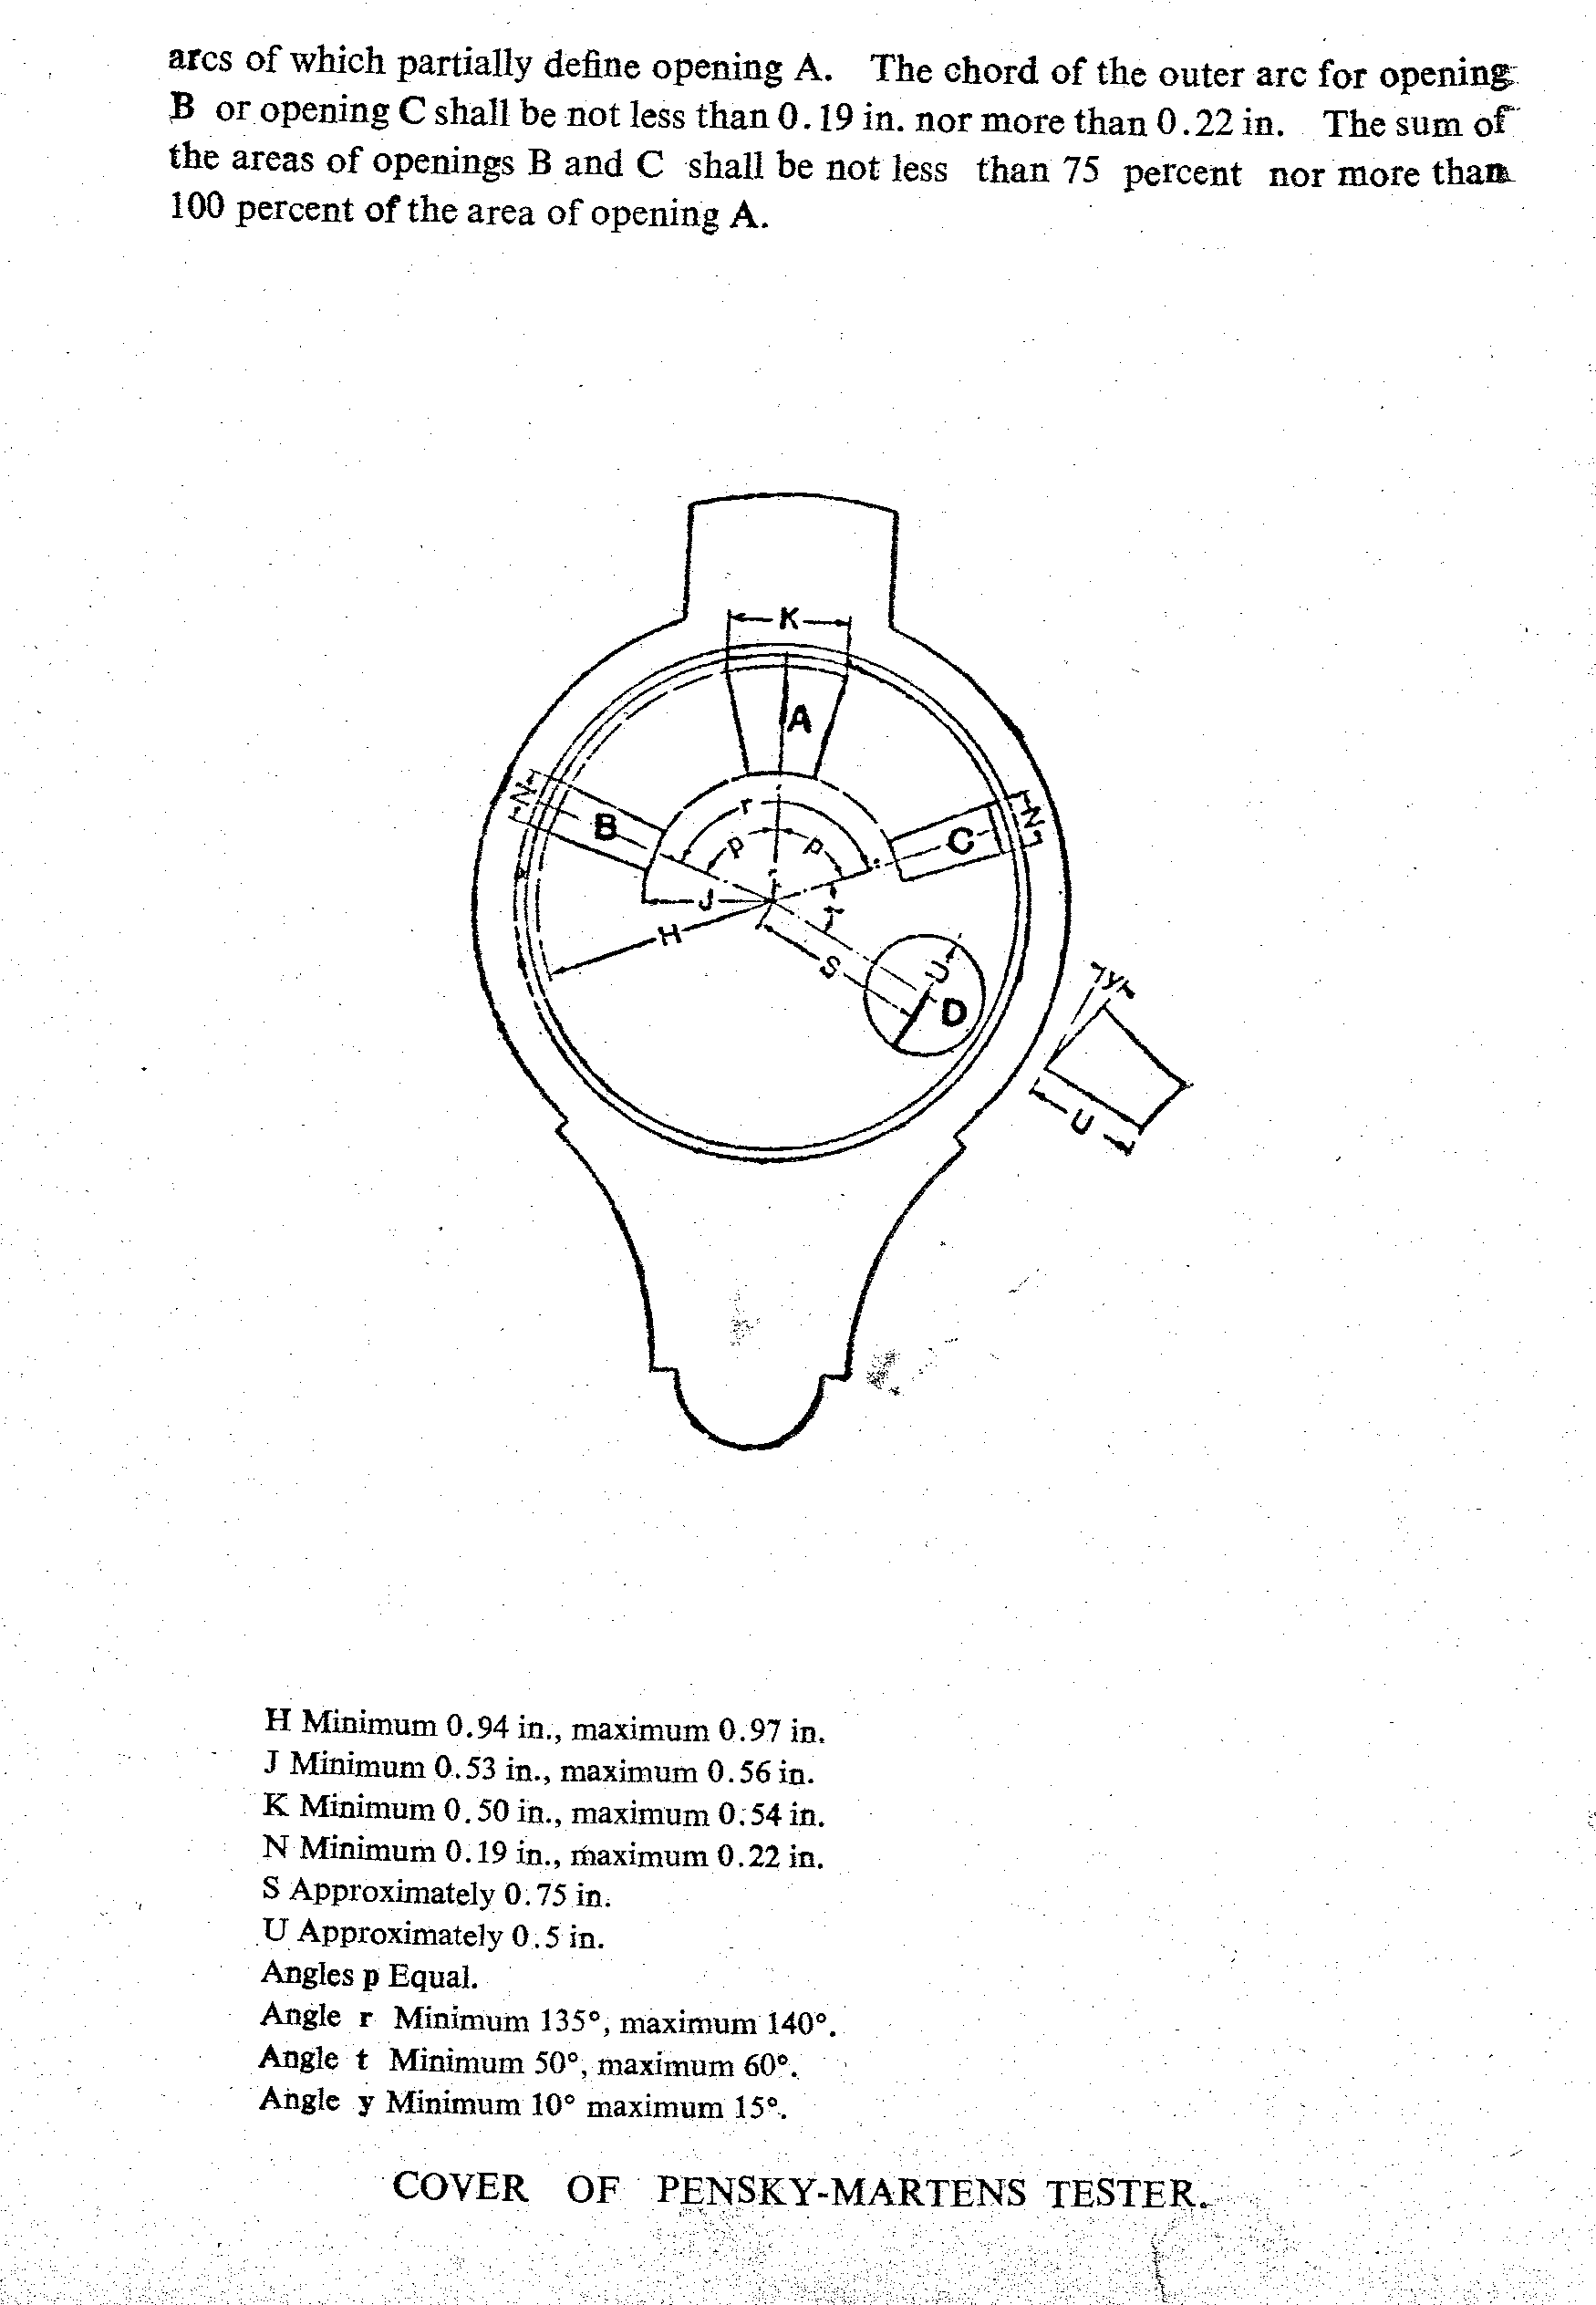 arcs of which partially define opening A. The chord of the outer arc for opening
B or opening C shall be not less than 0.19 in. nor more than 0.22 in. The sum of
the areas of openings B and C shall be not less than 75 percent nor more than
100 percent of the area of opening A.
K
A
N
B
r
C
N
p
p
J
t
H
S
U
D
y
U
H Minimum 0.94 in., maximum 0.97 in.
J Minimum 0.53 in., maximum 0.56 in.
K Minimum 0.50 in., maximum 0.54 in.
N Minimum 0.19 in., maximum 0.22 in.
S Approximately 0.75 in.
U Approximately 0.5 in.
Angles p Equal.
Angle r Minimum 135°, maximum 140°.
Angle t Minimum 50°, maximum 60°.
Angle y Minimum 10° maximum 15°.
COVER OF PENSKY-MARTENS TESTER.